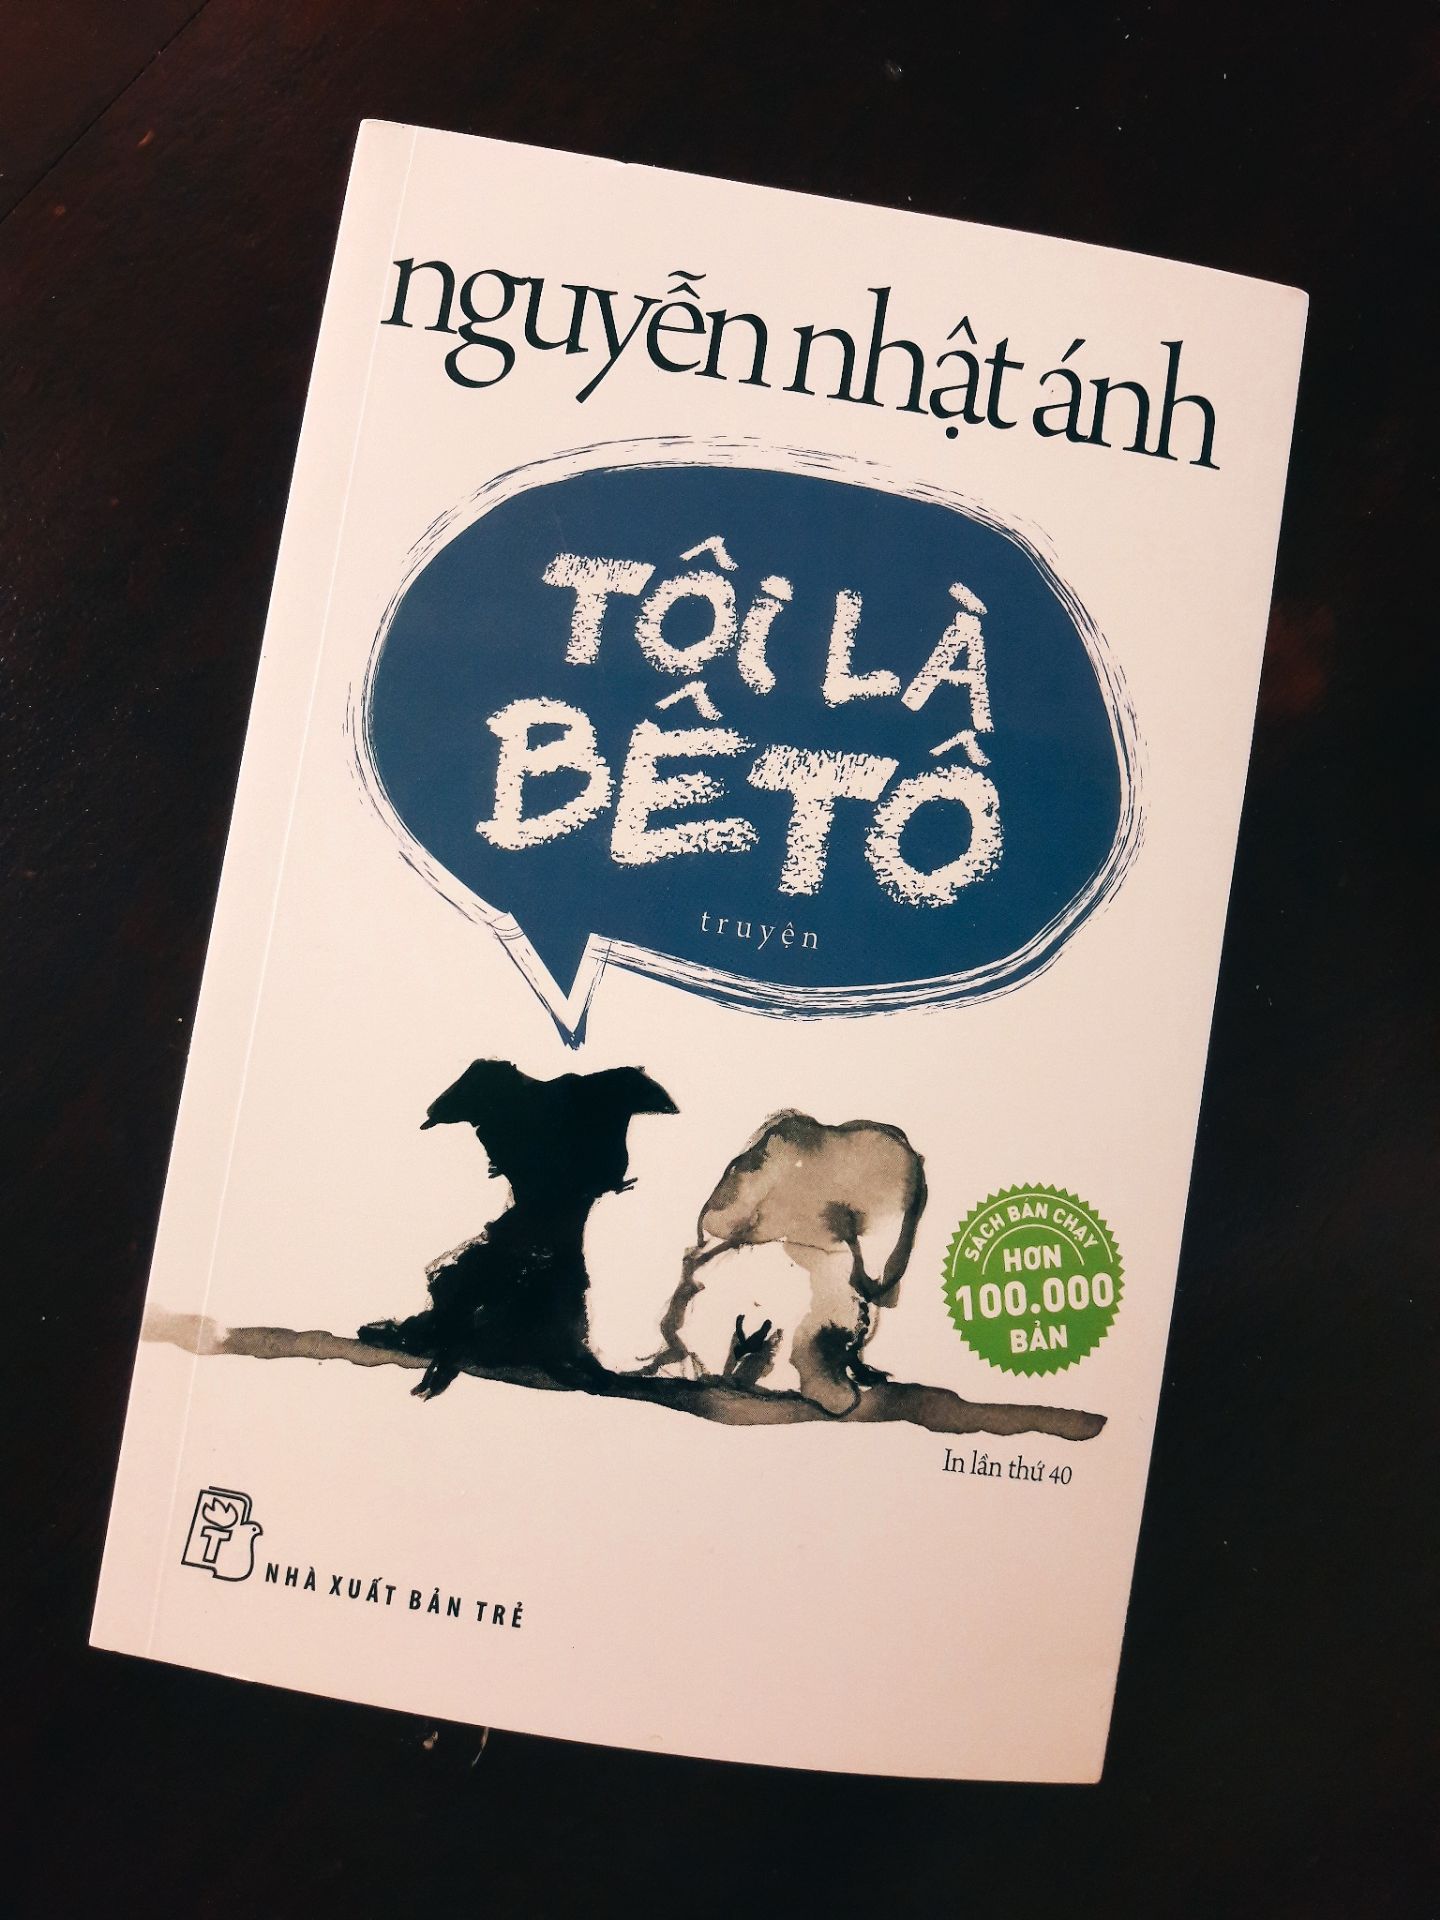 nguyễn nhật ánh
TÔI LÀ
BÊTÔ
truyện
SÁCH BÁN CHẠY
HƠN
100.000
BẢN
In lần thứ 40
T
NHÀ XUẤT BẢN TRẺ